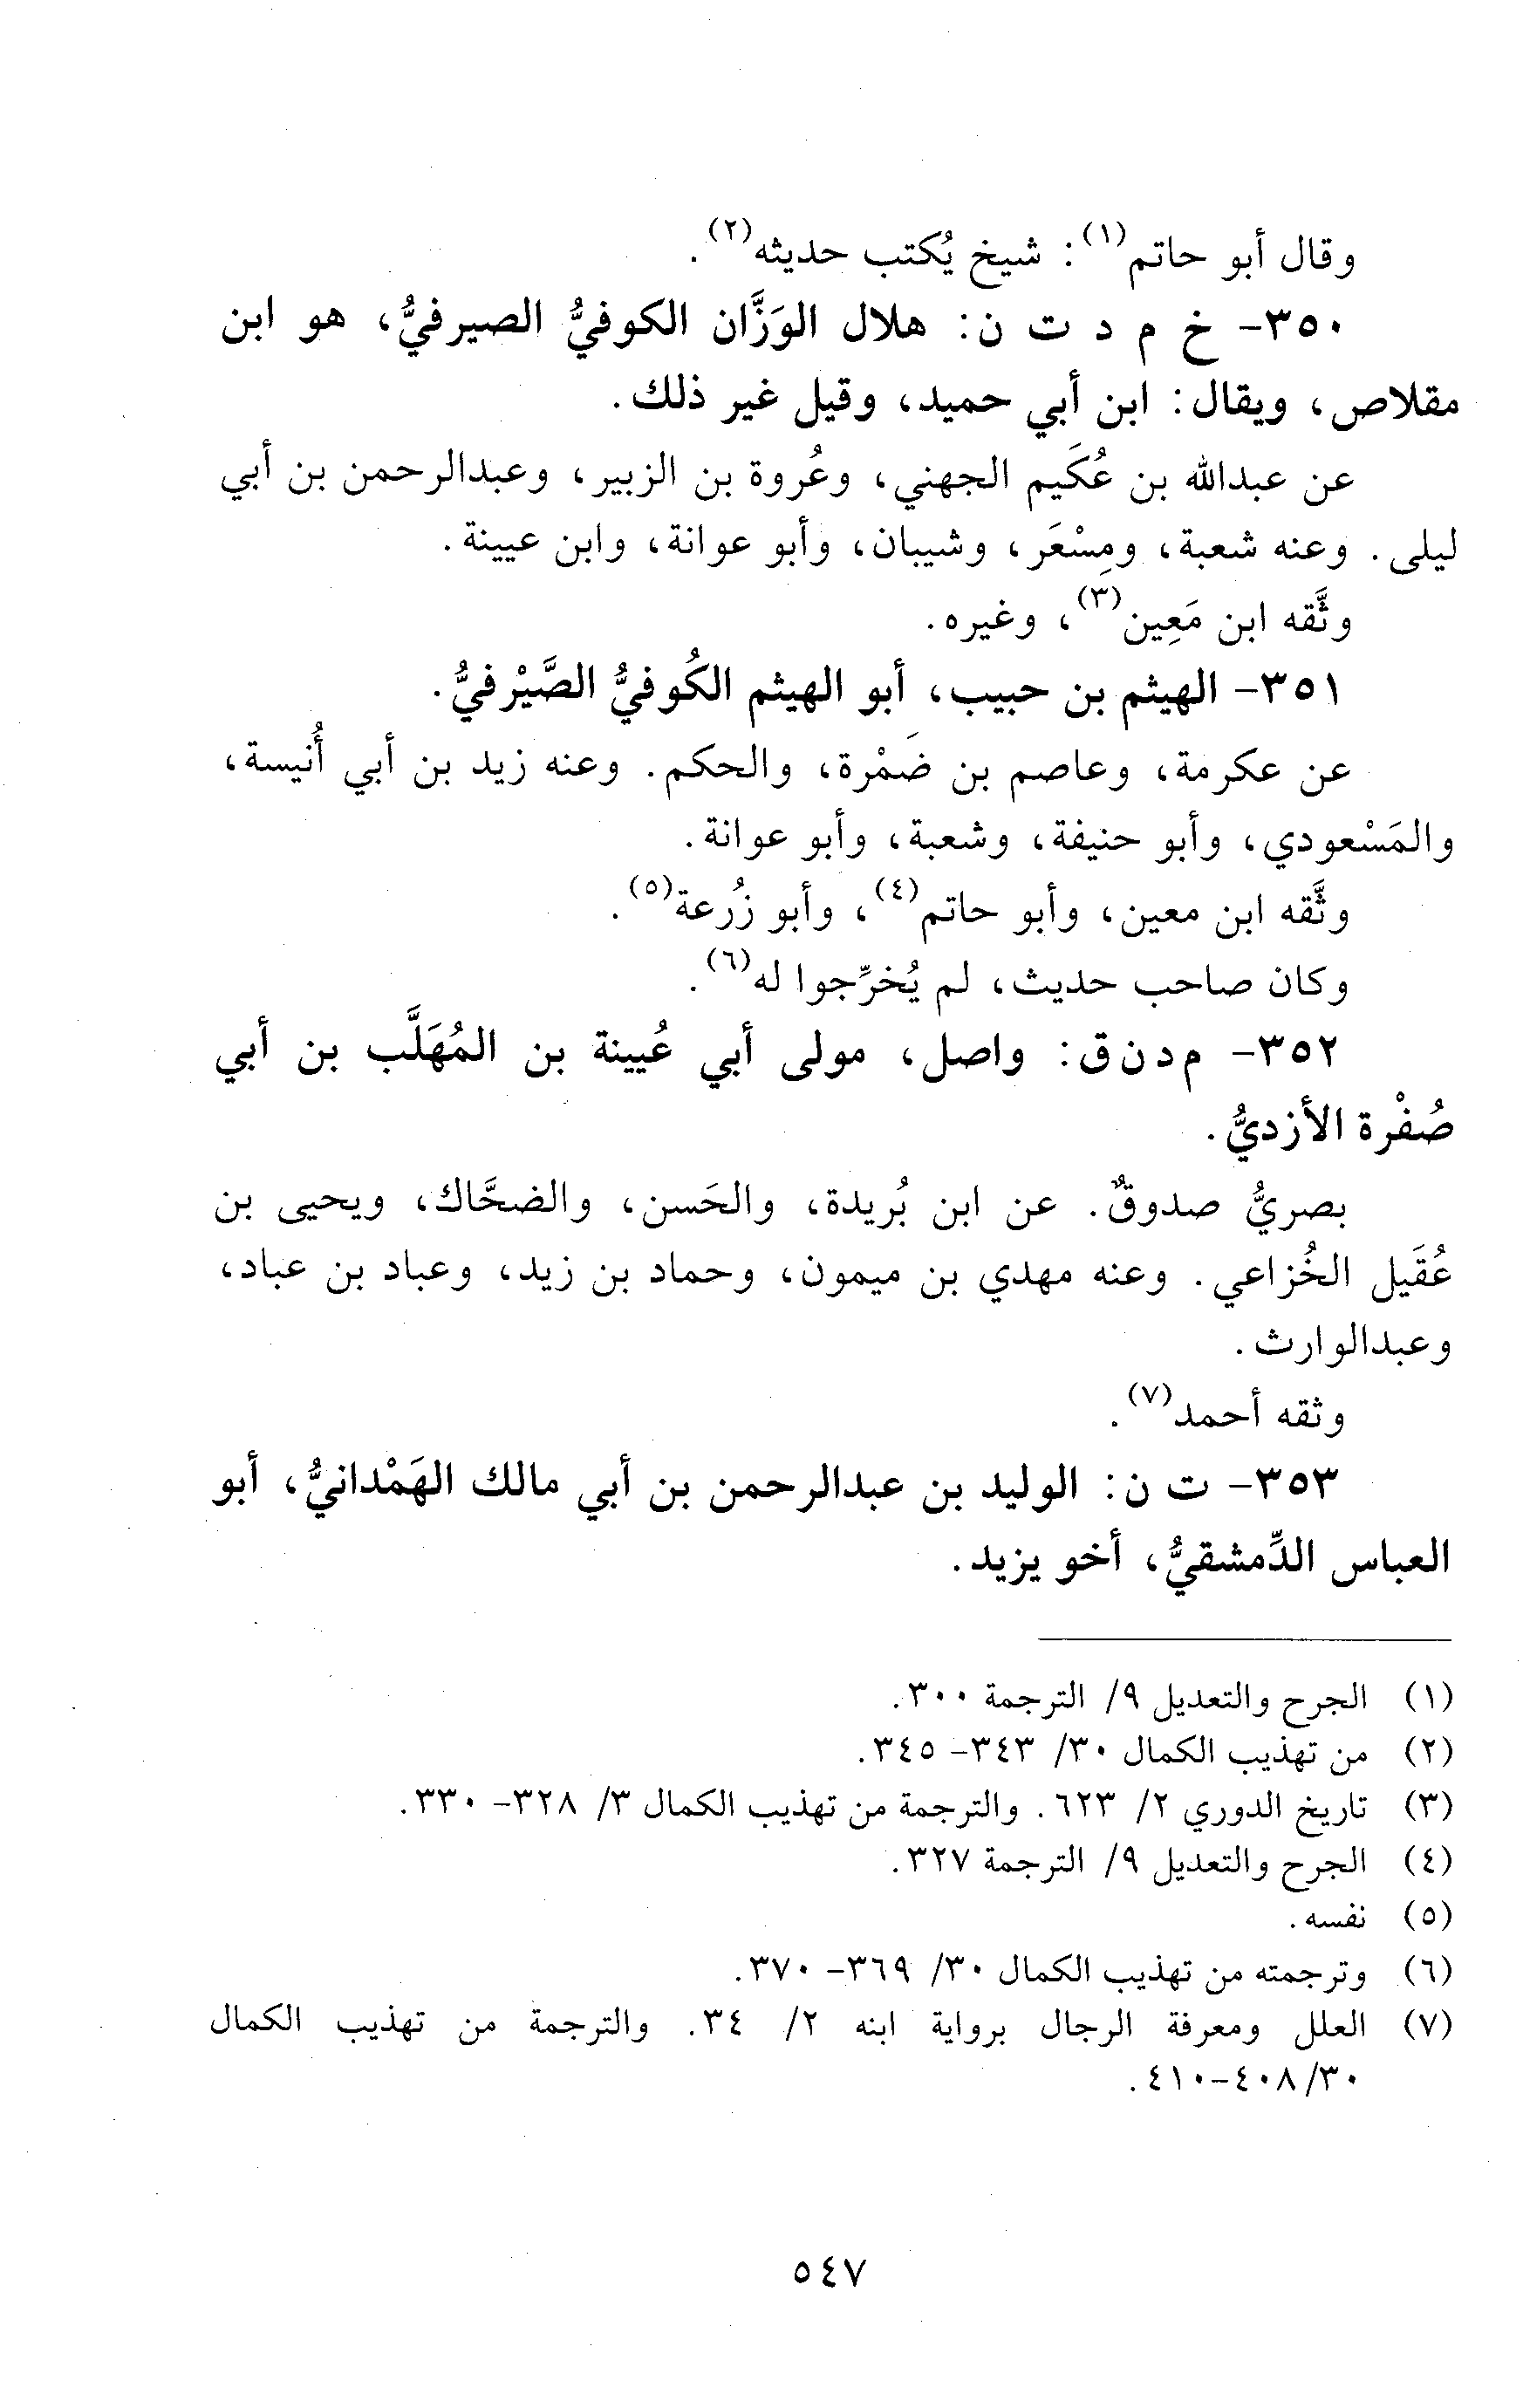 وقال أبو حاتم(١): شيخ يُكتب حديثه(٢).
٣٥٠- خ م د ت ن: هلال الوَزَّان الكوفيُّ الصيرفيُّ، هو ابن
مقلاص، ويقال: ابن أبي حميد، وقيل غير ذلك.
عن عبدالله بن عُكَيم الجهني، وعُروة بن الزبير، وعبدالرحمن بن أبي
ليلى. وعنه شعبة، ومِسْعَر، وشيبان، وأبو عوانة، وابن عيينة.
وثَّقه ابن مَعِين(٣)، وغيره.
٣٥١- الهيثم بن حبيب، أبو الهيثم الكُوفيُّ الصَّيْرفيُّ.
عن عكرمة، وعاصم بن ضَمْرة، والحكم. وعنه زيد بن أبي أُنيسة،
والمَسْعودي، وأبو حنيفة، وشعبة، وأبو عوانة.
وثَّقه ابن معين، وأبو حاتم(٤)، وأبو زُرعة(٥).
وكان صاحب حديث، لم يُخرِّجوا له(٦).
٣٥٢- م د ن ق: واصل، مولى أبي عُيينة بن المُهَلَّب بن أبي
صُفْرة الأزديُّ.
بصريُّ صدوقٌ. عن ابن بُريدة، والحَسن، والضحَّاك، ويحيى بن
عُقَيل الخُزاعي. وعنه مهدي بن ميمون، وحماد بن زيد، وعباد بن عباد،
وعبدالوارث.
وثقه أحمد(٧).
٣٥٣- ت ن: الوليد بن عبدالرحمن بن أبي مالك الهَمْدانيُّ، أبو
العباس الدِّمشقيُّ، أخو يزيد.
(١) الجرح والتعديل ٩/ الترجمة ٣٠٠.
(٢) من تهذيب الكمال ٣٠/ ٣٤٣- ٣٤٥.
(٣) تاريخ الدوري ٢/ ٦٢٣. والترجمة من تهذيب الكمال ٣/ ٣٢٨- ٣٣٠.
(٤) الجرح والتعديل ٩/ الترجمة ٣٢٧.
(٥) نفسه.
(٦) وترجمته من تهذيب الكمال ٣٠/ ٣٦٩- ٣٧٠.
(٧) العلل ومعرفة الرجال برواية ابنه ٢/ ٣٤. والترجمة من تهذيب الكمال
٣٠/ ٤٠٨-٤١٠.
٥٤٧